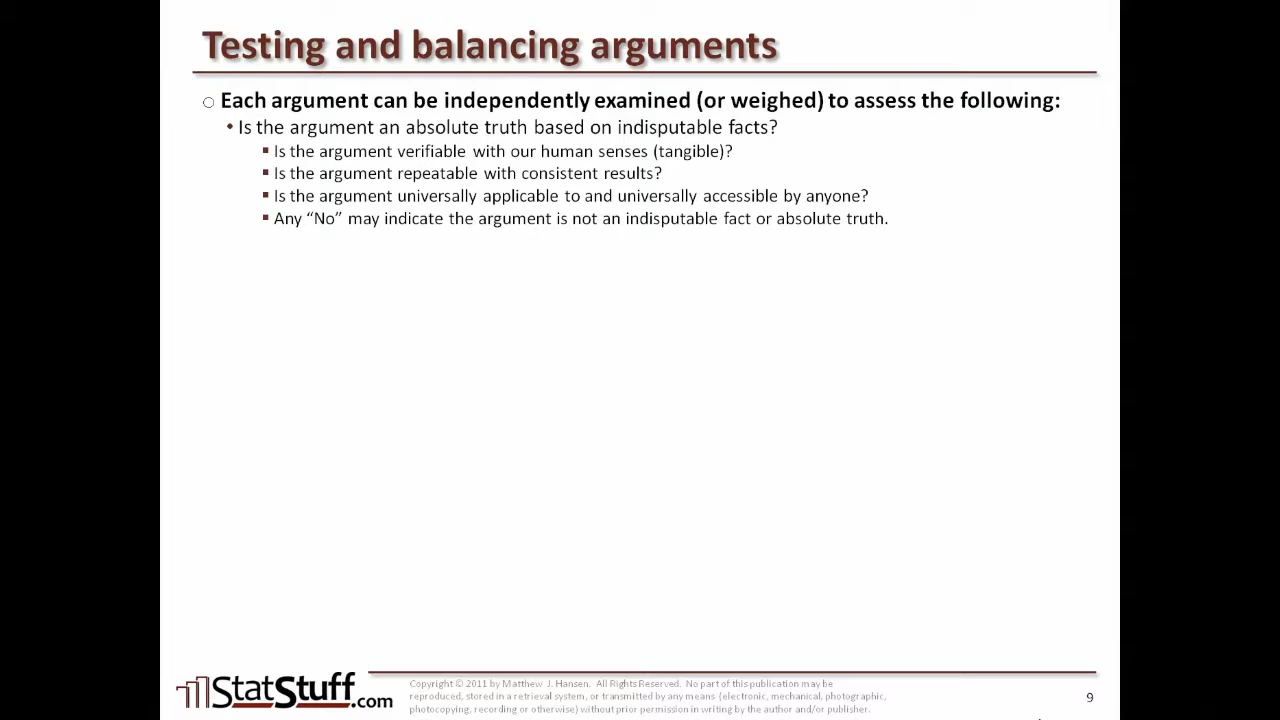 Testing and balancing arguments
Each argument can be independently examined (or weighed) to assess the following:
Is the argument an absolute truth based on indisputable facts?
Is the argument verifiable with our human senses (tangible)?
Is the argument repeatable with consistent results?
Is the argument universally applicable to and universally accessible by anyone?
Any “No” may indicate the argument is not an indisputable fact or absolute truth.
StatStuff.com
Copyright © 2011 by Matthew J. Hansen. All Rights Reserved. No part of this publication may be
reproduced, stored in a retrieval system, or transmitted by any means (electronic, mechanical, photographic,
photocopying, recording or otherwise) without prior permission in writing by the author and/or publisher.
9